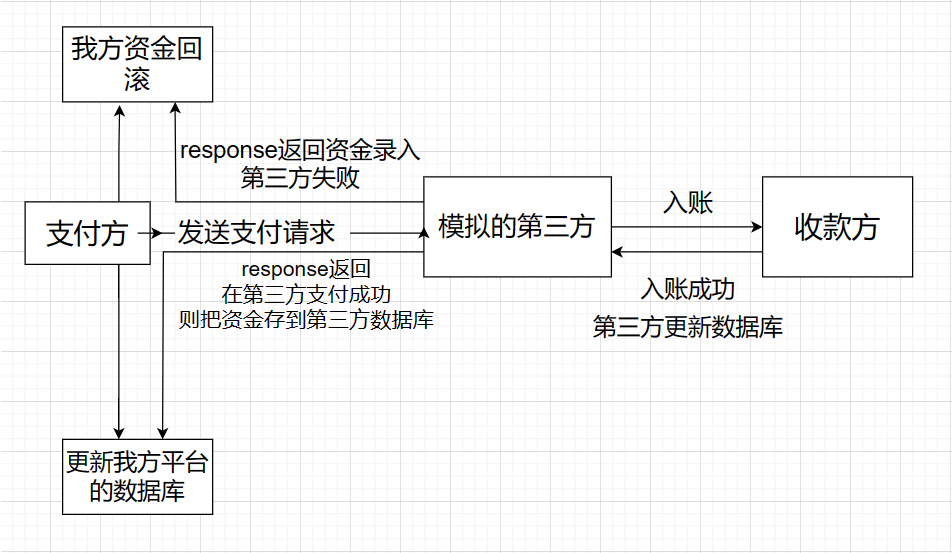 我方资金回
滚
response返回资金录入
第三方失败
支付方
发送支付请求
模拟的第三方
入账
收款方
response返回
在第三方支付成功
则把资金存到第三方数据库
入账成功
第三方更新数据库
更新我方平台
的数据库